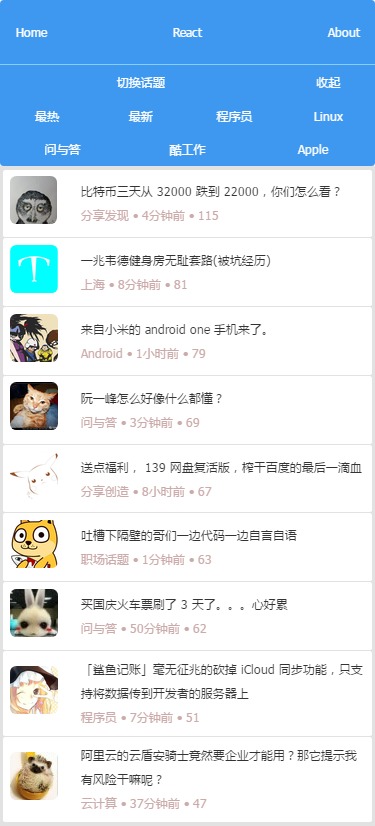 Home React About
切换话题 收起
最热 最新 程序员 Linux
问与答 酷工作 Apple
比特币三天从 32000 跌到 22000，你们怎么看？
分享发现 • 4分钟前 • 115
T
一兆韦德健身房无耻套路(被坑经历)
上海 • 8分钟前 • 81
来自小米的 android one 手机来了。
Android • 1小时前 • 79
阮一峰怎么好像什么都懂？
问与答 • 3分钟前 • 69
送点福利， 139 网盘复活版，榨干百度的最后一滴血
分享创造 • 8小时前 • 67
吐槽下隔壁的哥们一边代码一边自言自语
职场话题 • 1分钟前 • 63
买国庆火车票刷了 3 天了。。。心好累
问与答 • 50分钟前 • 62
「鲨鱼记账」毫无征兆的砍掉 iCloud 同步功能，只支
持将数据传到开发者的服务器上
程序员 • 7分钟前 • 51
阿里云的云盾安骑士竟然要企业才能用？那它提示我
有风险干嘛呢？
云计算 • 37分钟前 • 47